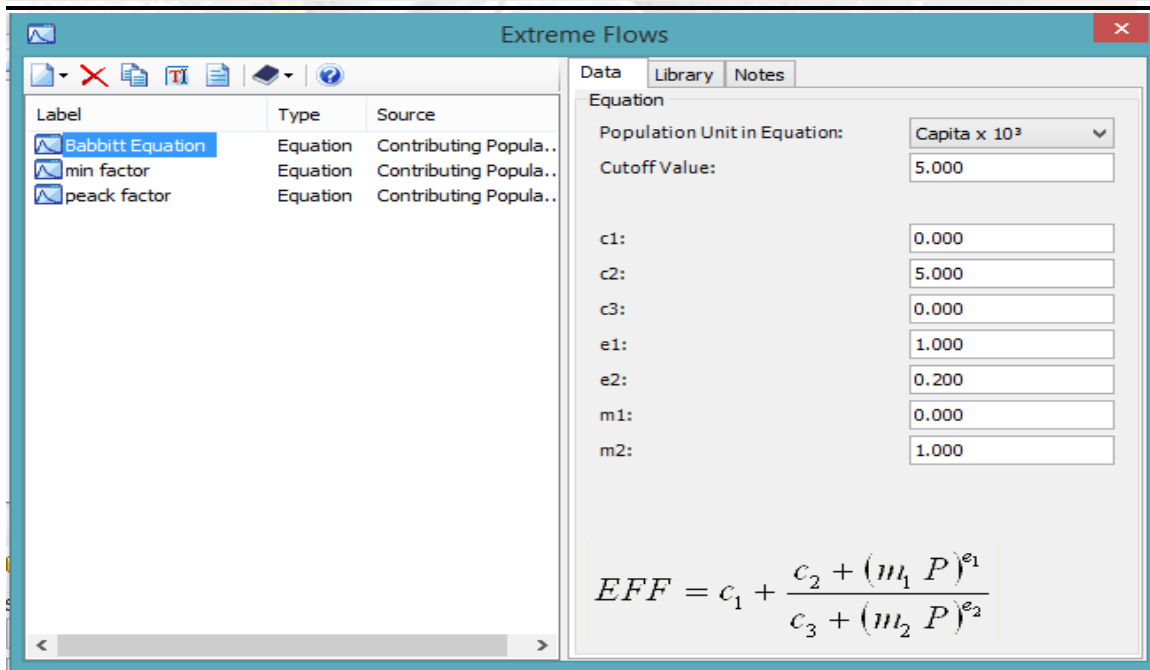 Extreme Flows
Label Type Source
Babbitt Equation Equation Contributing Popula..
min factor Equation Contributing Popula..
peack factor Equation Contributing Popula..
Data Library Notes
Equation
Population Unit in Equation: Capita x 10³
Cutoff Value: 5.000
c1: 0.000
c2: 5.000
c3: 0.000
e1: 1.000
e2: 0.200
m1: 0.000
m2: 1.000
EFF = c₁ + (c₂ + (m₁ P)^e₁) / (c₃ + (m₂ P)^e₂)